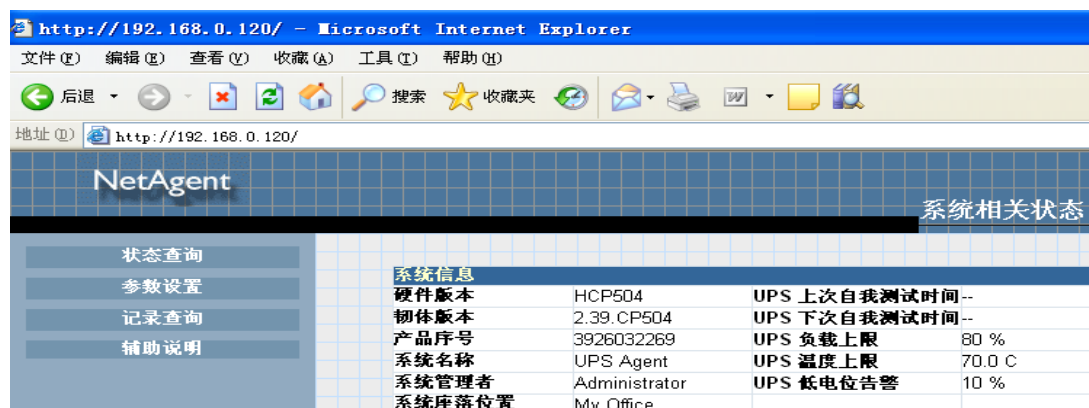 http://192.168.0.120/ - Microsoft Internet Explorer
文件(F) 编辑(E) 查看(V) 收藏(A) 工具(T) 帮助(H)
后退 搜索 收藏夹
地址(D) http://192.168.0.120/
NetAgent
系统相关状态
状态查询
参数设置
记录查询
辅助说明
系统信息
硬件版本 HCP504 UPS 上次自我测试时间 --
韧体版本 2.39.CP504 UPS 下次自我测试时间 --
产品序号 3926032269 UPS 负载上限 80 %
系统名称 UPS Agent UPS 温度上限 70.0 C
系统管理者 Administrator UPS 低电位告警 10 %
系统座落位置 My Office